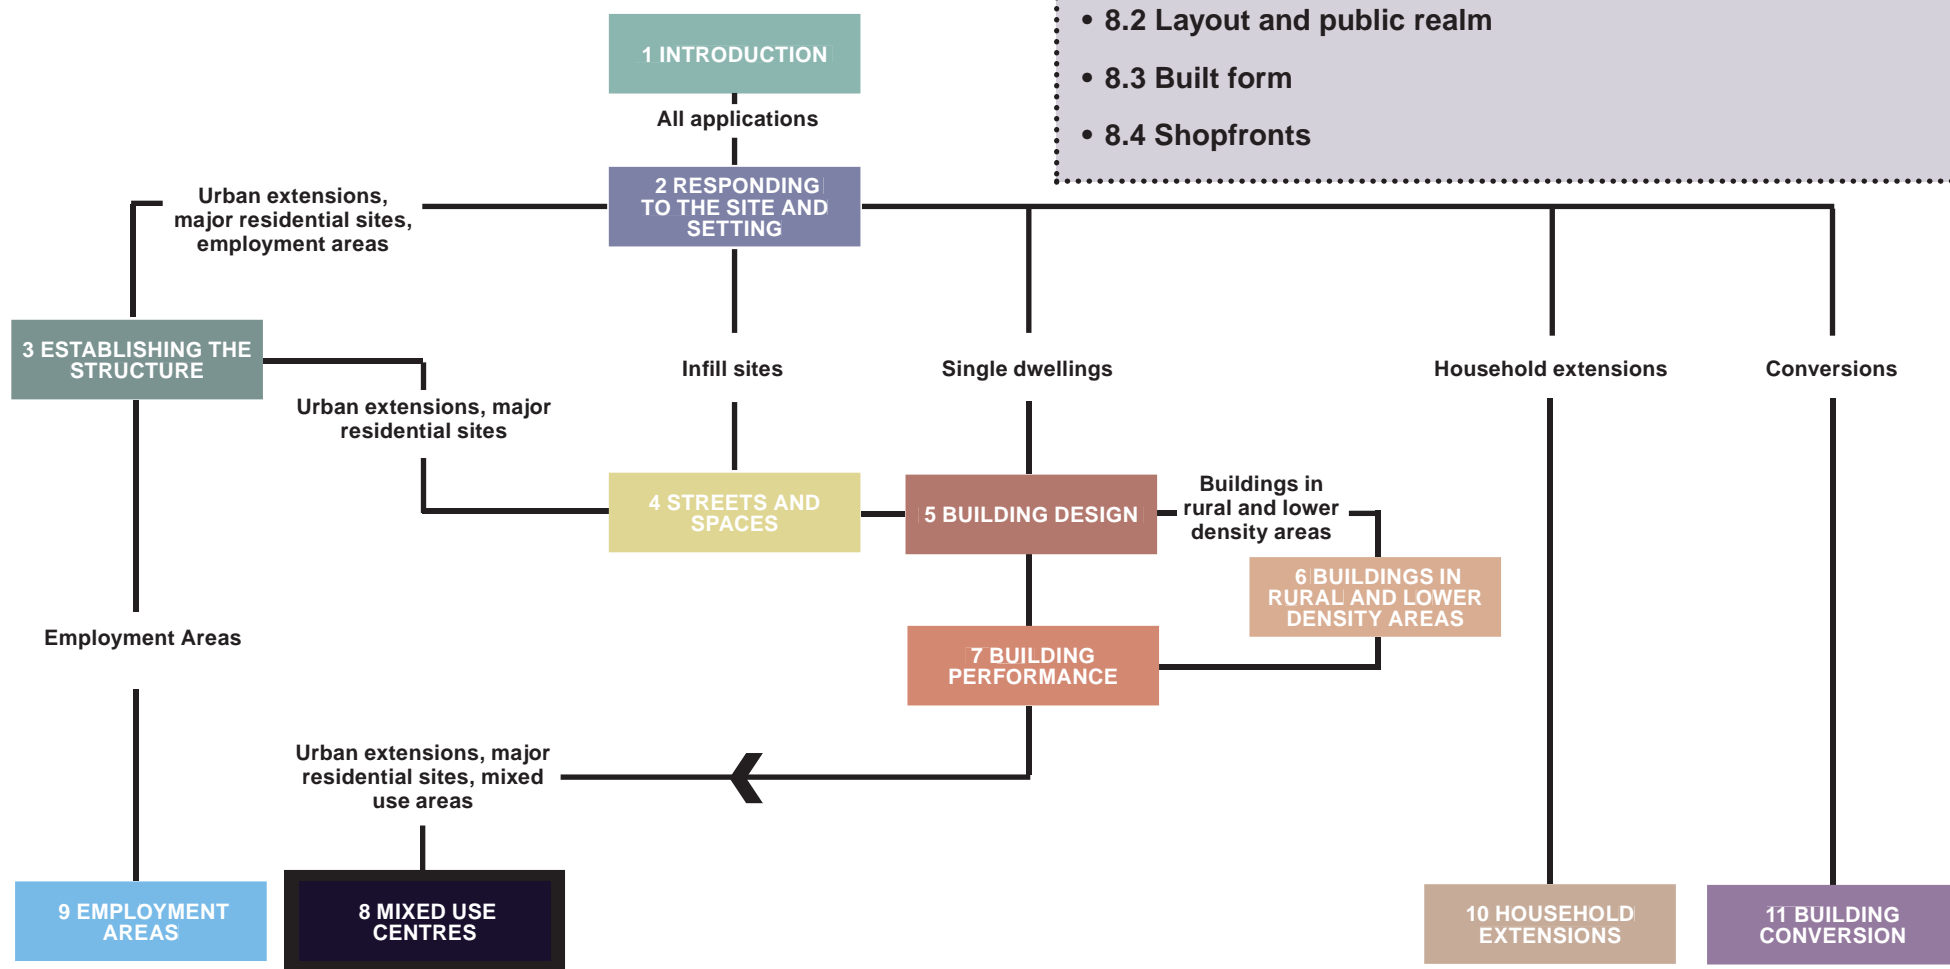 • 8.2 Layout and public realm
• 8.3 Built form
• 8.4 Shopfronts
1 INTRODUCTION
All applications
2 RESPONDING
TO THE SITE AND
SETTING
Urban extensions,
major residential sites,
employment areas
3 ESTABLISHING THE
STRUCTURE
Urban extensions, major
residential sites
Infill sites
Single dwellings
Household extensions
Conversions
4 STREETS AND
SPACES
5 BUILDING DESIGN
Buildings in
rural and lower
density areas
6 BUILDINGS IN
RURAL AND LOWER
DENSITY AREAS
Employment Areas
7 BUILDING
PERFORMANCE
Urban extensions, major
residential sites, mixed
use areas
9 EMPLOYMENT
AREAS
8 MIXED USE
CENTRES
10 HOUSEHOLD
EXTENSIONS
11 BUILDING
CONVERSION